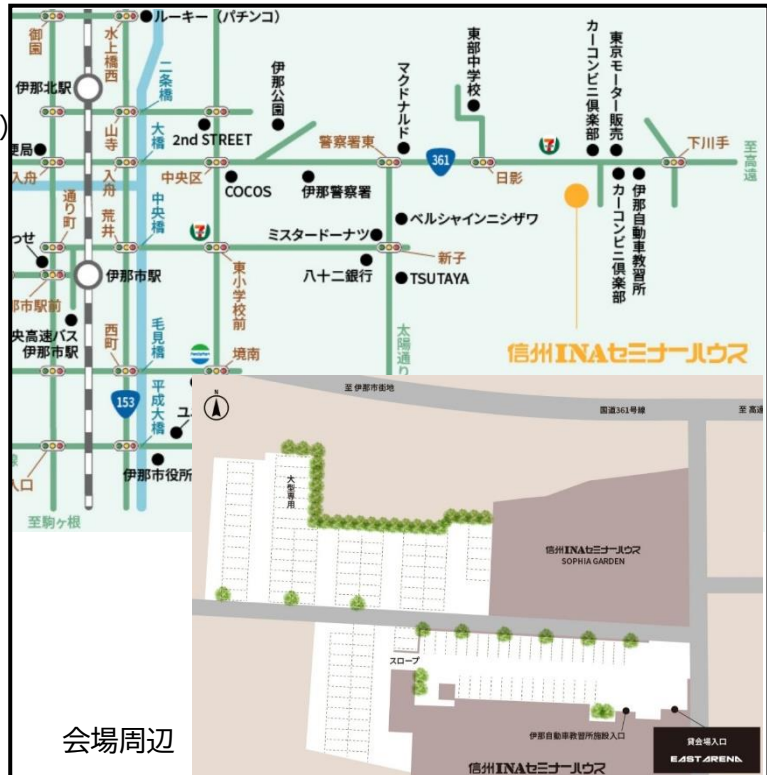 ルーキー（パチンコ）
御園
水上橋西
二条橋
伊那北駅
伊那公園
マクドナルド
東部中学校
カーコンビニ倶楽部
東京モーター販売
山寺
大橋
2nd STREET
警察署東
361
日影
7
下川手
至高遠
便局
入舟
入舟
中央区
COCOS
伊那警察署
カーコンビニ倶楽部
伊那自動車教習所
通り町
荒井
中央橋
7
ミスタードーナツ
ベルシャインニシザワ
わせ
伊那市駅
東小学校前
八十二銀行
新子
TSUTAYA
那市駅前
央高速バス
伊那市駅
西町
毛見橋
FamilyMart
境南
太陽通り
信州INAセミナーハウス
153
平成大橋
ユ
伊那市役所
入口
至駒ヶ根
N
至 伊那市街地
国道361号線
至 高遠
大型専用
信州INAセミナーハウス
SOPHIA GARDEN
スロープ
伊那自動車教習所施設入口
貸会場入口
EAST ARENA
信州INAセミナーハウス
会場周辺